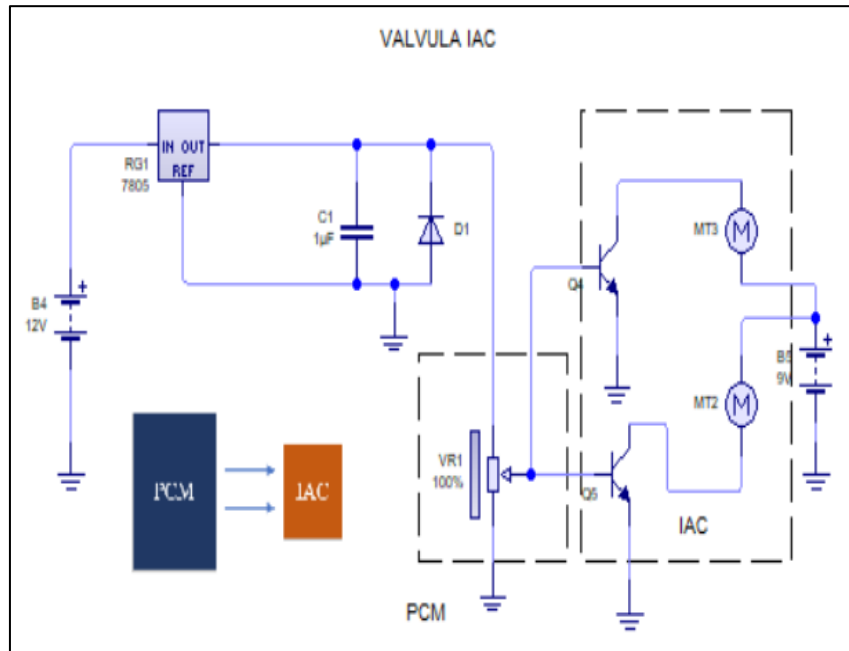 VALVULA IAC
IN OUT
REF
RG1
7805
C1
1µF
D1
B4
12V
Q4
MT3
B5
9V
MT2
VR1
100%
Q5
IAC
PCM
PCM
IAC